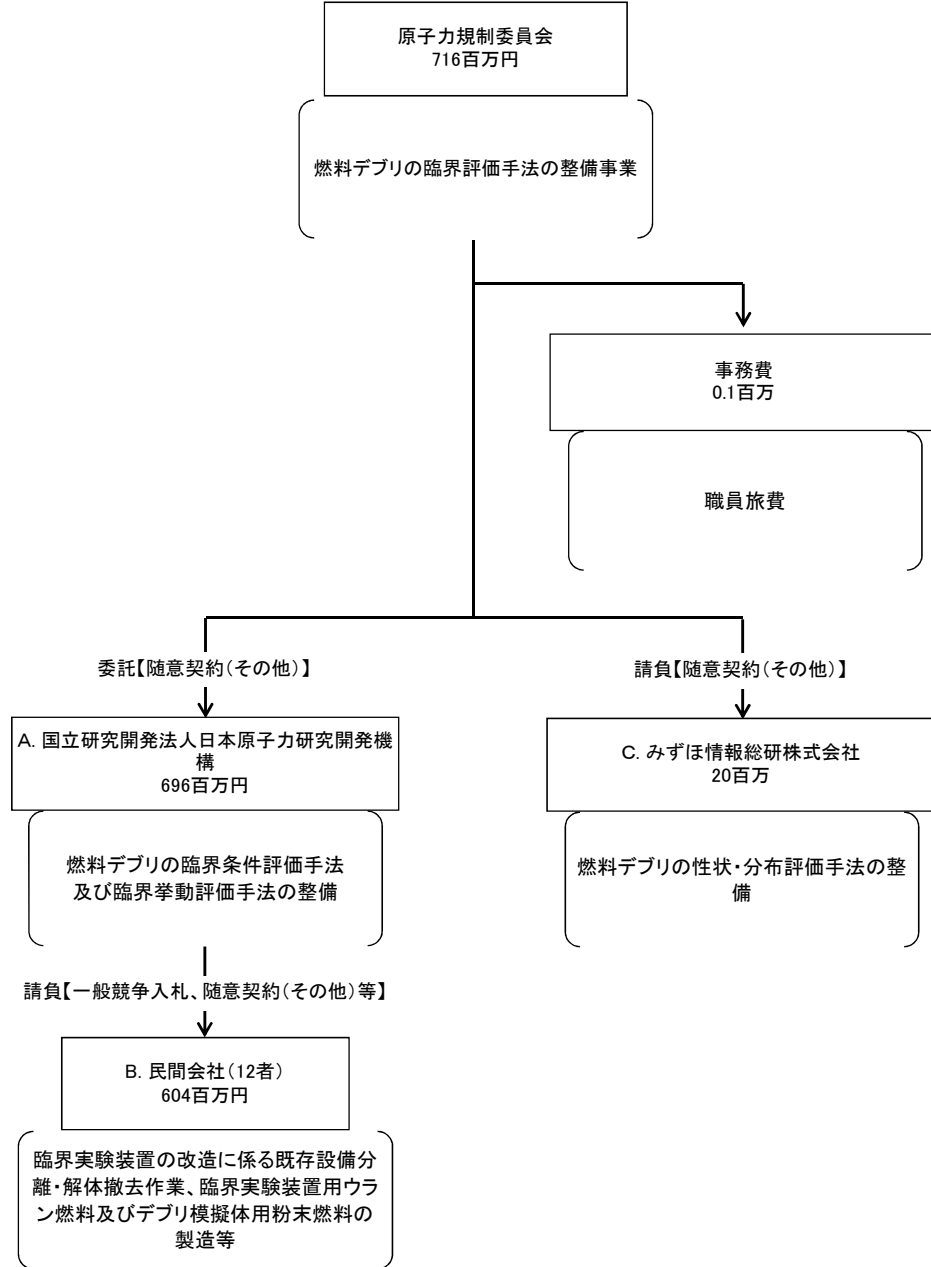 原子力規制委員会
716百万円
燃料デブリの臨界評価手法の整備事業
事務費
0.1百万
職員旅費
委託【随意契約(その他)】
請負【随意契約(その他)】
A. 国立研究開発法人日本原子力研究開発機
構
696百万円
C. みずほ情報総研株式会社
20百万
燃料デブリの臨界条件評価手法
及び臨界挙動評価手法の整備
燃料デブリの性状・分布評価手法の整
備
請負【一般競争入札、随意契約(その他)等】
B. 民間会社(12者)
604百万円
臨界実験装置の改造に係る既存設備分
離・解体撤去作業、臨界実験装置用ウラ
ン燃料及びデブリ模擬体用粉末燃料の
製造等